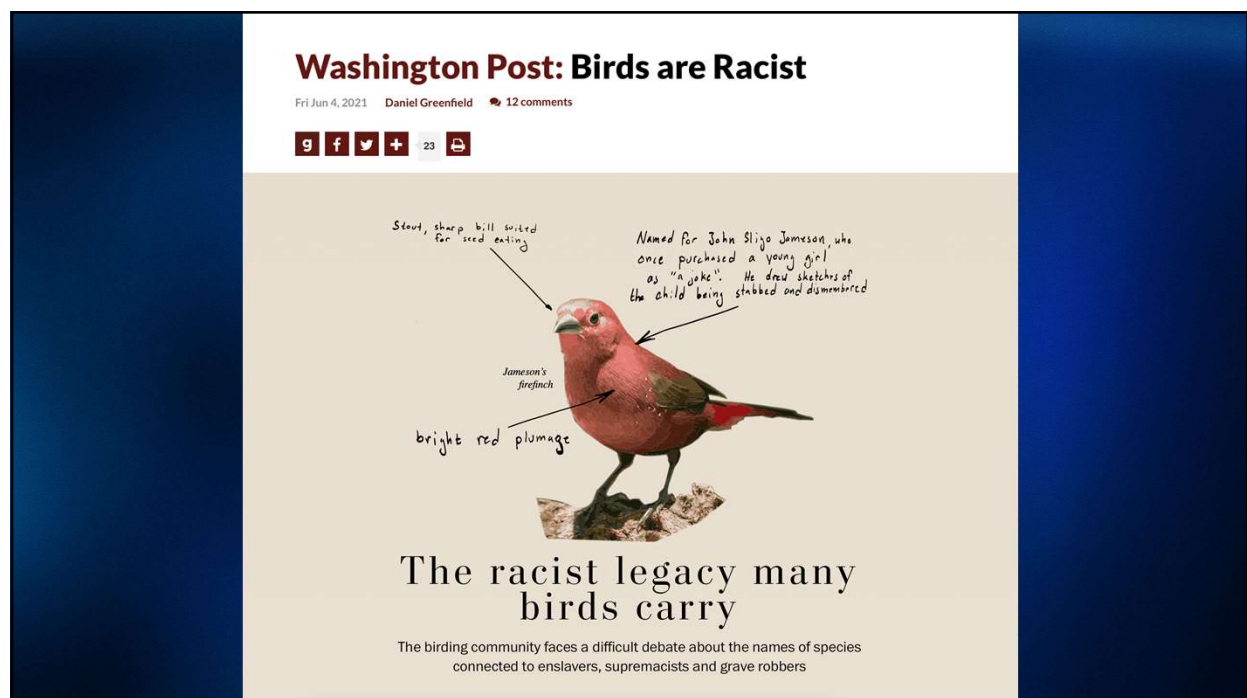 Washington Post: Birds are Racist
Fri Jun 4, 2021 Daniel Greenfield 12 comments
g f + 23
Stout, sharp bill suited
for seed eating
Named for John Sligo Jameson, who
once purchased a young girl
as "a joke". He drew sketches of
the child being stabbed and dismembered
Jameson's
firefinch
bright red plumage
The racist legacy many
birds carry
The birding community faces a difficult debate about the names of species
connected to enslavers, supremacists and grave robbers